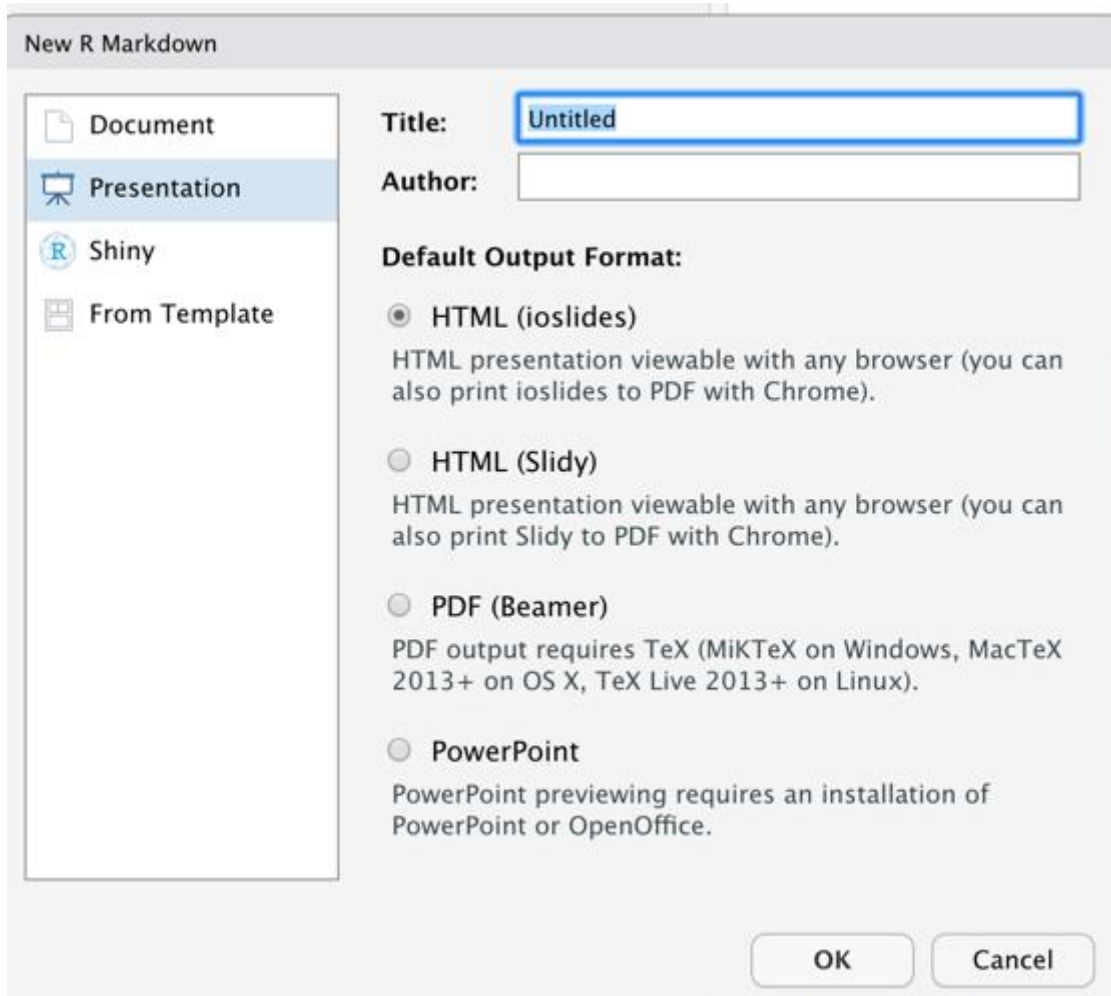 New R Markdown
Document
Presentation
Shiny
From Template
Title:
Untitled
Author:
Default Output Format:
HTML (ioslides)
HTML presentation viewable with any browser (you can
also print ioslides to PDF with Chrome).
HTML (Slidy)
HTML presentation viewable with any browser (you can
also print Slidy to PDF with Chrome).
PDF (Beamer)
PDF output requires TeX (MiKTeX on Windows, MacTeX
2013+ on OS X, TeX Live 2013+ on Linux).
PowerPoint
PowerPoint previewing requires an installation of
PowerPoint or OpenOffice.
OK
Cancel